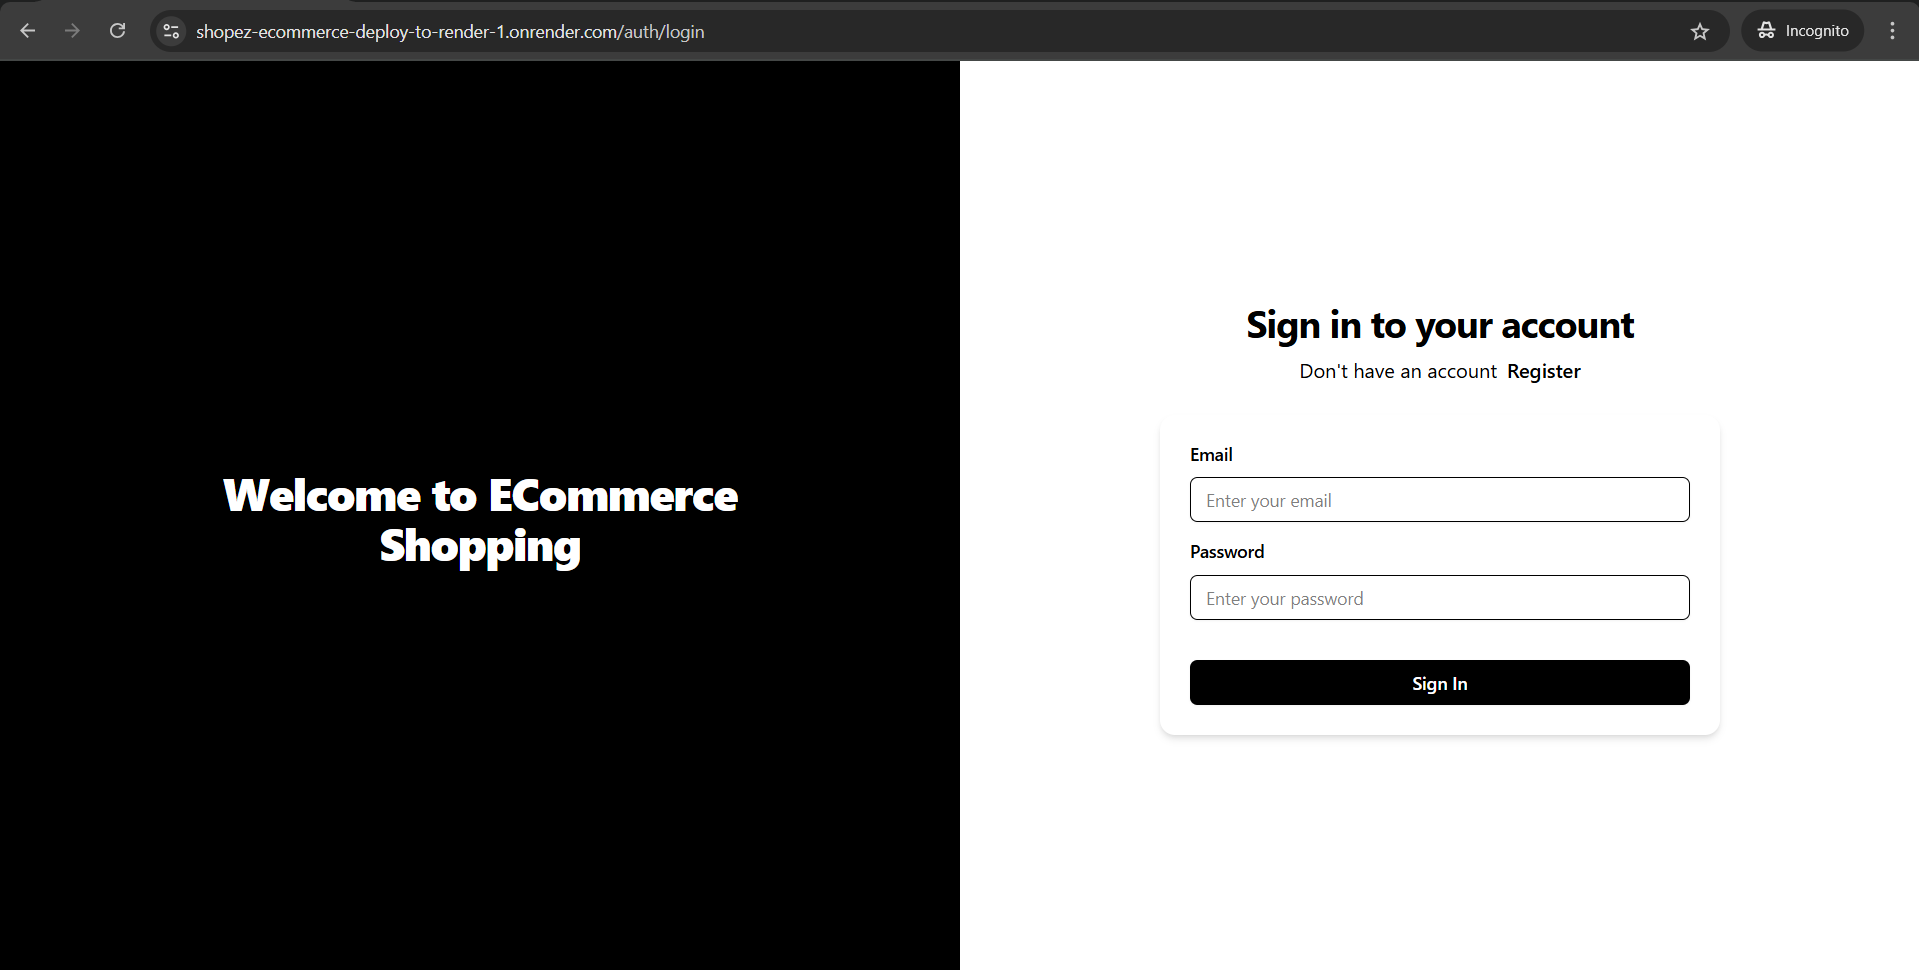 shopez-ecommerce-deploy-to-render-1.onrender.com/auth/login
Incognito
Welcome to ECommerce
Shopping
Sign in to your account
Don't have an account Register
Email
Enter your email
Password
Enter your password
Sign In